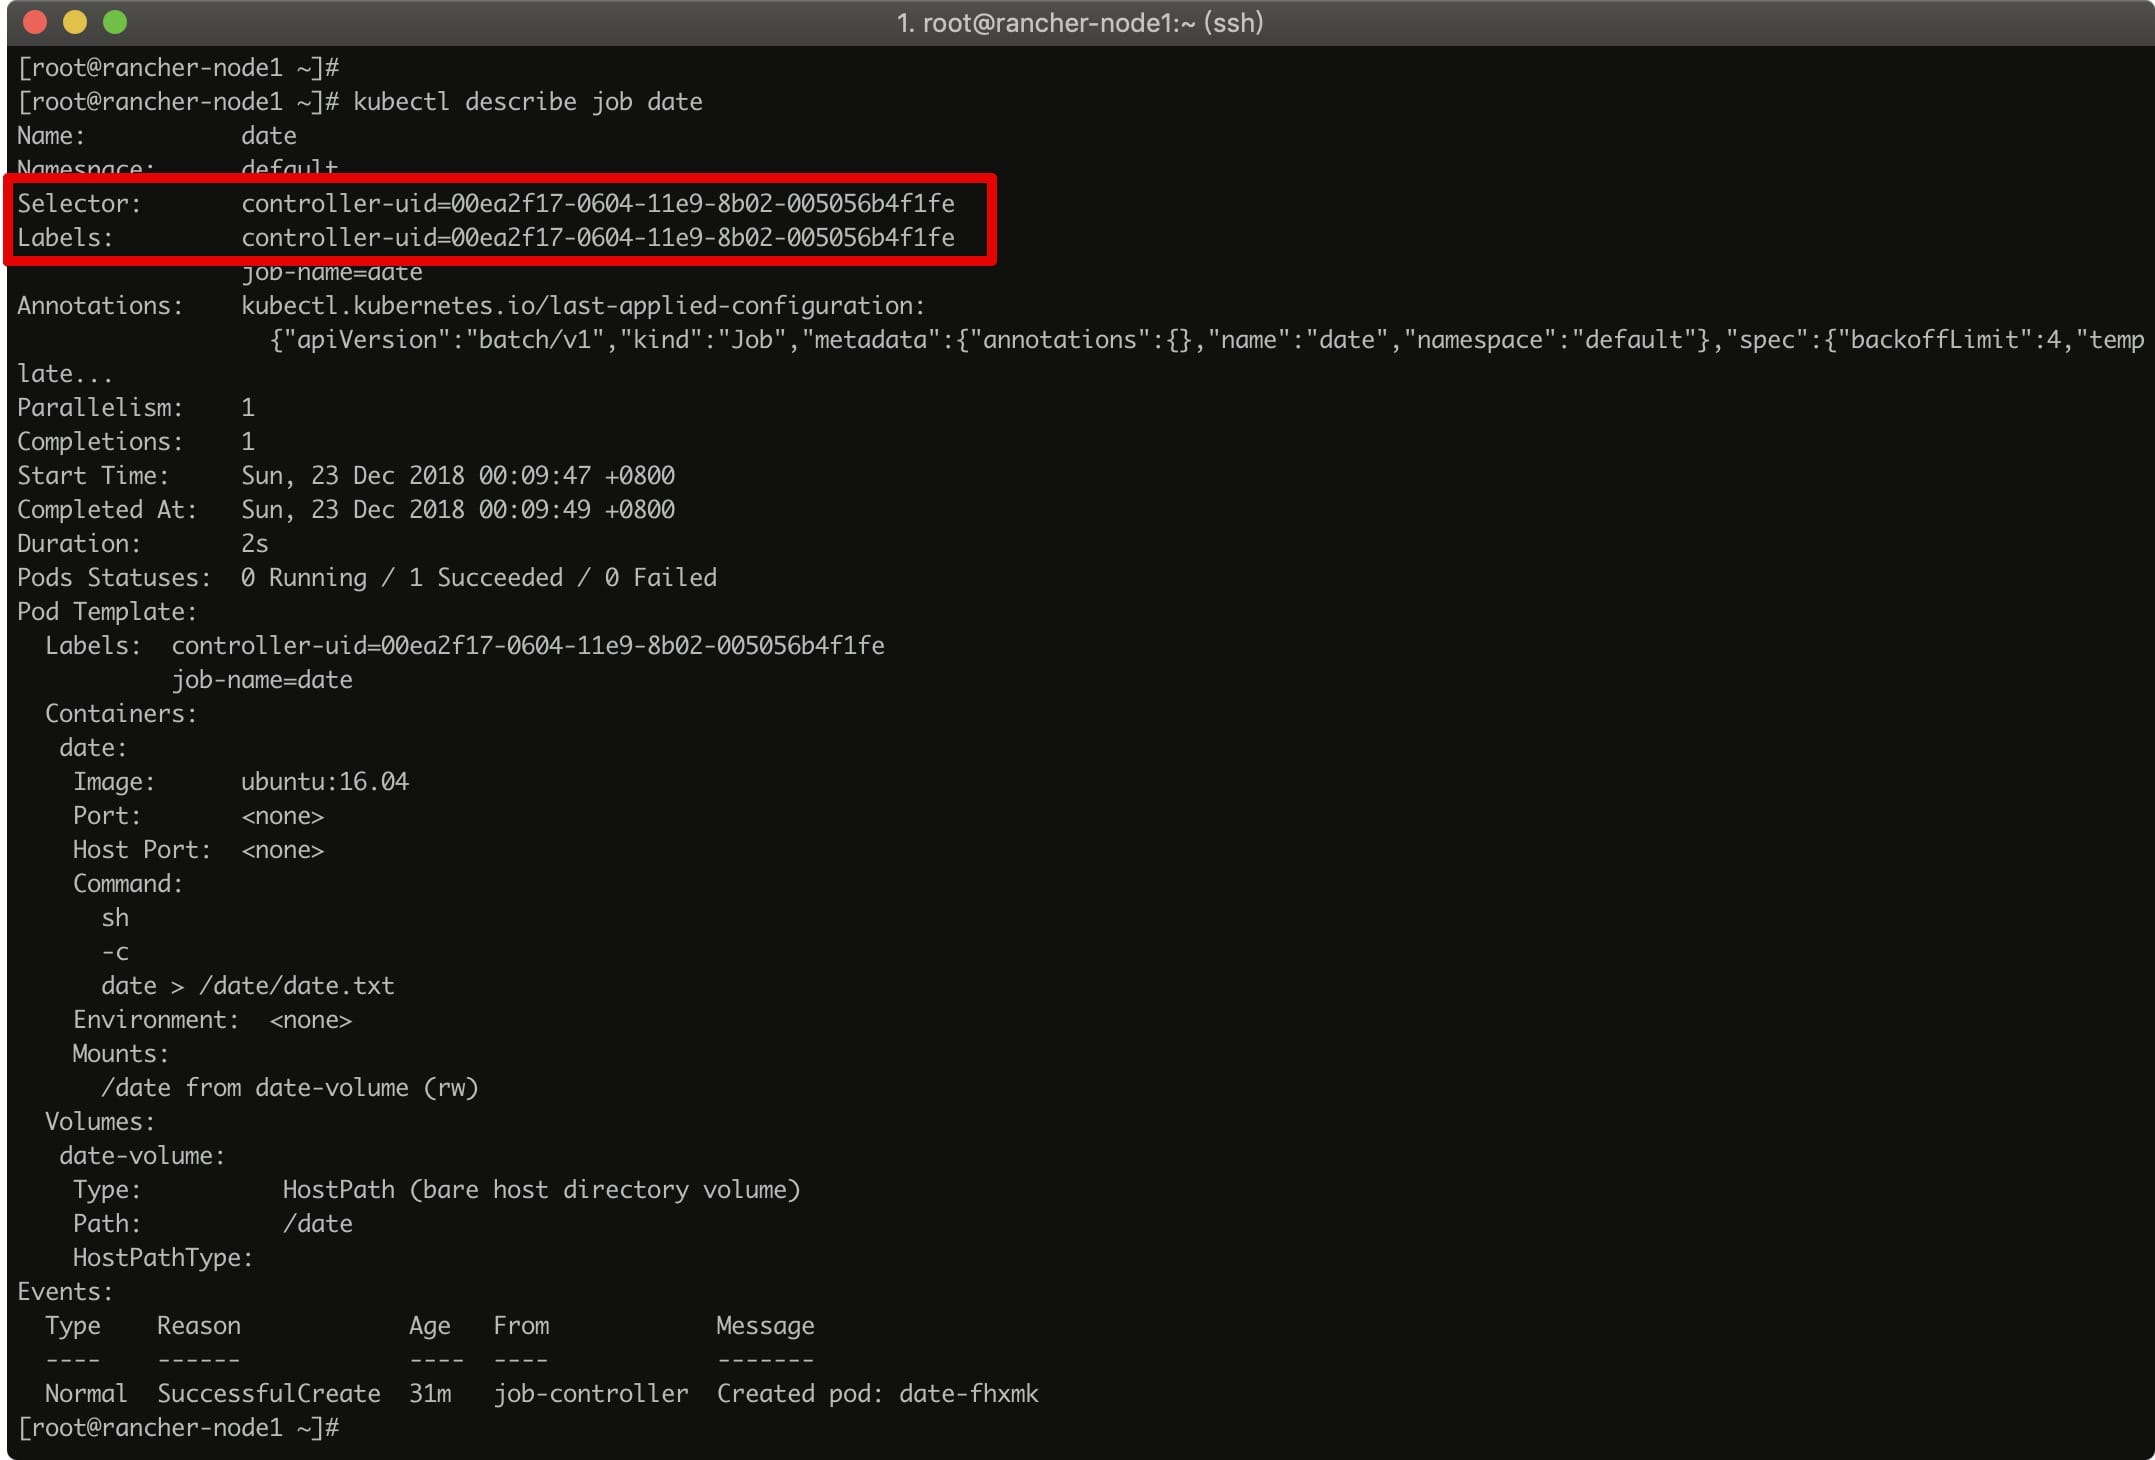 1. root@rancher-node1:~ (ssh)
[root@rancher-node1 ~]#
[root@rancher-node1 ~]# kubectl describe job date
Name:           date
Namespace:      default
Selector:       controller-uid=00ea2f17-0604-11e9-8b02-005056b4f1fe
Labels:         controller-uid=00ea2f17-0604-11e9-8b02-005056b4f1fe
                job-name=date
Annotations:    kubectl.kubernetes.io/last-applied-configuration:
                  {"apiVersion":"batch/v1","kind":"Job","metadata":{"annotations":{},"name":"date","namespace":"default"},"spec":{"backoffLimit":4,"temp
late...
Parallelism:    1
Completions:    1
Start Time:     Sun, 23 Dec 2018 00:09:47 +0800
Completed At:   Sun, 23 Dec 2018 00:09:49 +0800
Duration:       2s
Pods Statuses:  0 Running / 1 Succeeded / 0 Failed
Pod Template:
  Labels:  controller-uid=00ea2f17-0604-11e9-8b02-005056b4f1fe
           job-name=date
  Containers:
   date:
    Image:      ubuntu:16.04
    Port:       <none>
    Host Port:  <none>
    Command:
      sh
      -c
      date > /date/date.txt
    Environment:  <none>
    Mounts:
      /date from date-volume (rw)
  Volumes:
   date-volume:
    Type:          HostPath (bare host directory volume)
    Path:          /date
    HostPathType:
Events:
  Type    Reason            Age   From            Message
  ----    ------            ----  ----            -------
  Normal  SuccessfulCreate  31m   job-controller  Created pod: date-fhxmk
[root@rancher-node1 ~]#